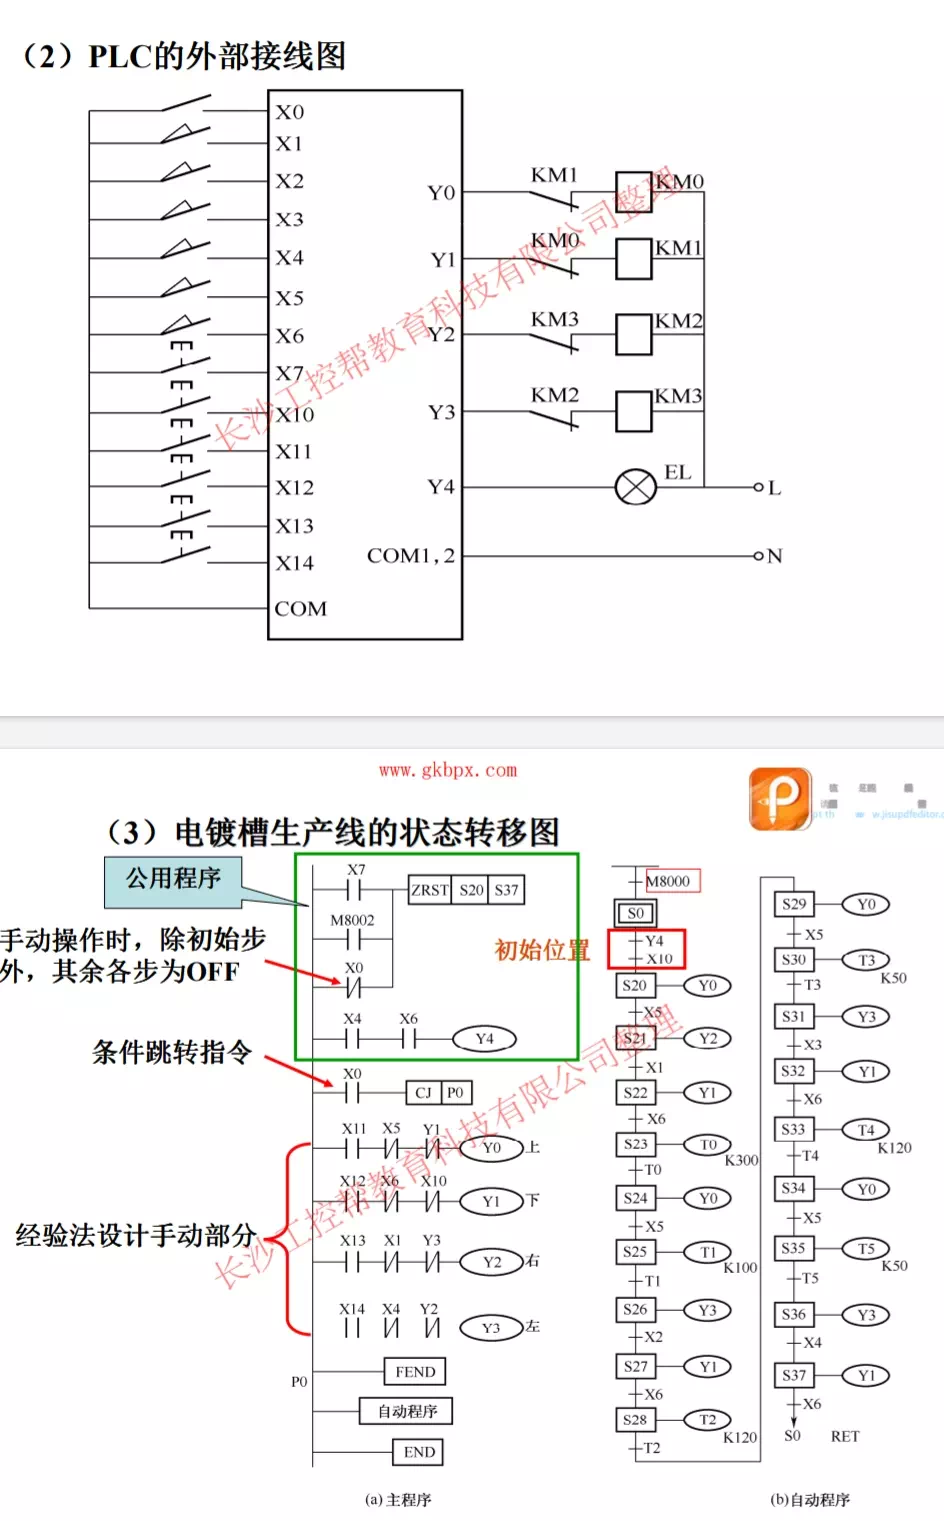 （2）PLC的外部接线图
X0
X1
X2
X3
X4
X5
X6
X7
X10
X11
X12
X13
X14
COM
Y0
Y1
Y2
Y3
Y4
COM1,2
KM1
KM0
KM0
KM1
KM3
KM2
KM2
KM3
EL
L
N
长沙工控帮教育科技有限公司整理
www.gkbpx.com
（3）电镀槽生产线的状态转移图
公用程序
手动操作时，除初始步
外，其余各步为OFF
条件跳转指令
经验法设计手动部分
初始位置
X7
ZRST S20 S37
M8002
X0
X4 X6
Y4
X0
CJ P0
X11 X5 Y1
Y0 上
X12 X6 X10
Y1 下
X13 X1 Y3
Y2 右
X14 X4 Y2
Y3 左
P0
FEND
自动程序
END
(a) 主程序
M8000
S0
Y4
X10
S20 Y0
X5
S21 Y2
X1
S22 Y1
X6
S23 T0 K300
T0
S24 Y0
X5
S25 T1 K100
T1
S26 Y3
X2
S27 Y1
X6
S28 T2 K120
T2
S29 Y0
X5
S30 T3 K50
T3
S31 Y3
X3
S32 Y1
X6
S33 T4 K120
T4
S34 Y0
X5
S35 T5 K50
T5
S36 Y3
X4
S37 Y1
X6
S0 RET
(b)自动程序
长沙工控帮教育科技有限公司整理